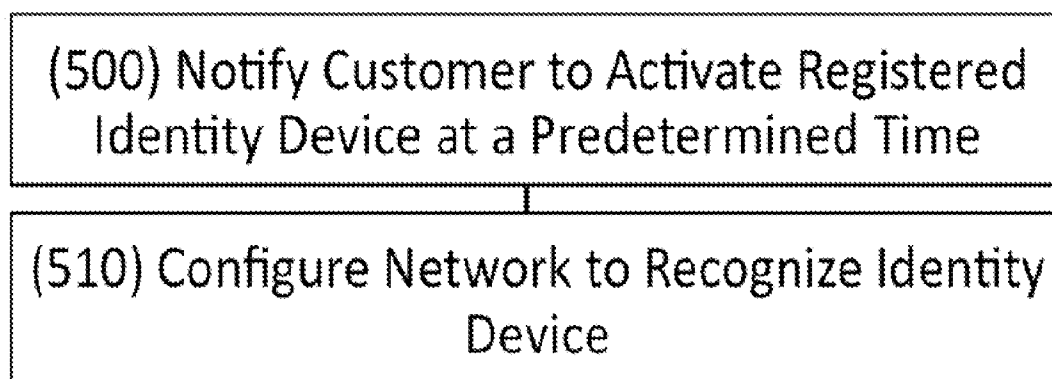 (500) Notify Customer to Activate Registered
Identity Device at a Predetermined Time
(510) Configure Network to Recognize Identity
Device